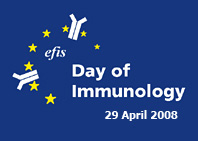 efis
Day of
Immunology
29 April 2008